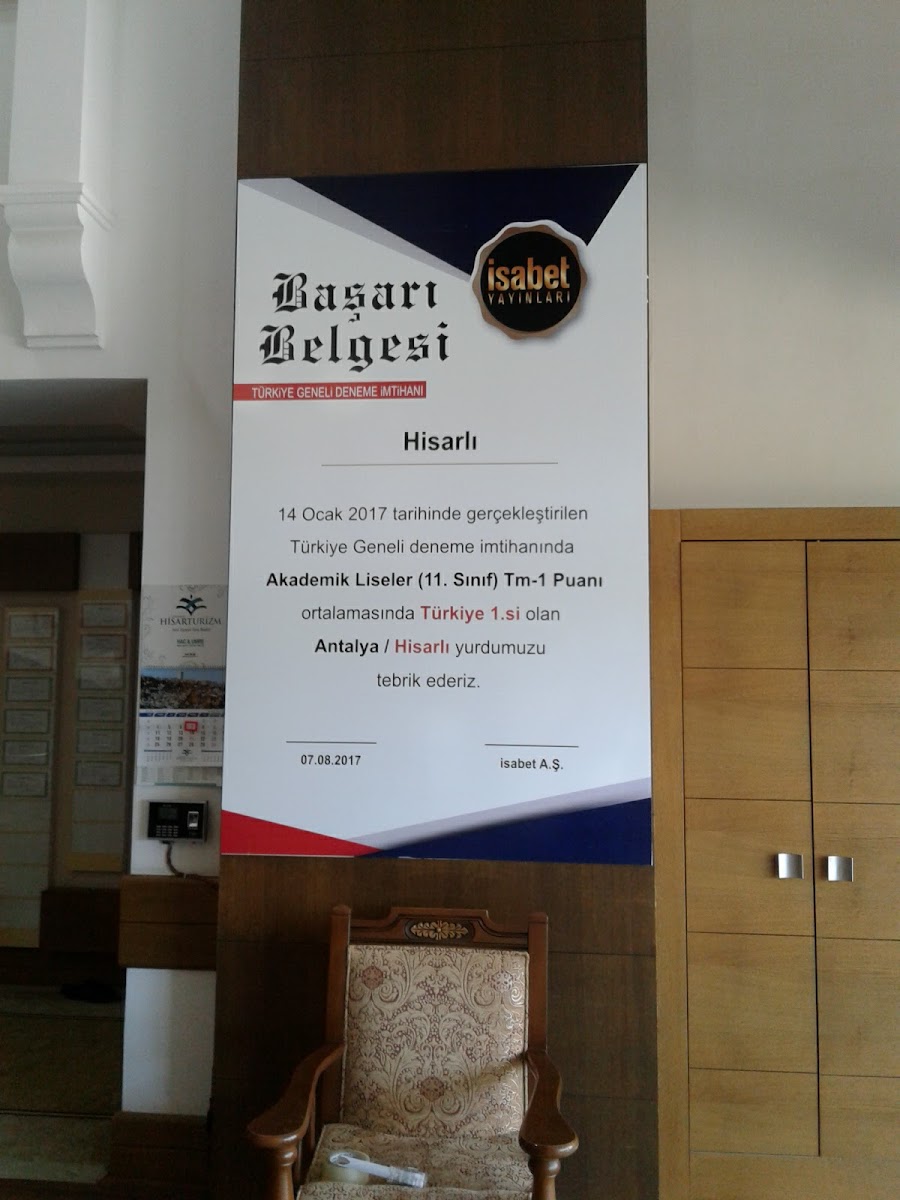 isabet
YAYINLARI
Başarı
Belgesi
TÜRKİYE GENELİ DENEME İMTİHANI
Hisarlı
14 Ocak 2017 tarihinde gerçekleştirilen
Türkiye Geneli deneme imtihanında
Akademik Liseler (11. Sınıf) Tm-1 Puanı
ortalamasında Türkiye 1.si olan
Antalya / Hisarlı yurdumuzu
tebrik ederiz.
07.08.2017
isabet A.Ş.
HISARTURIZM